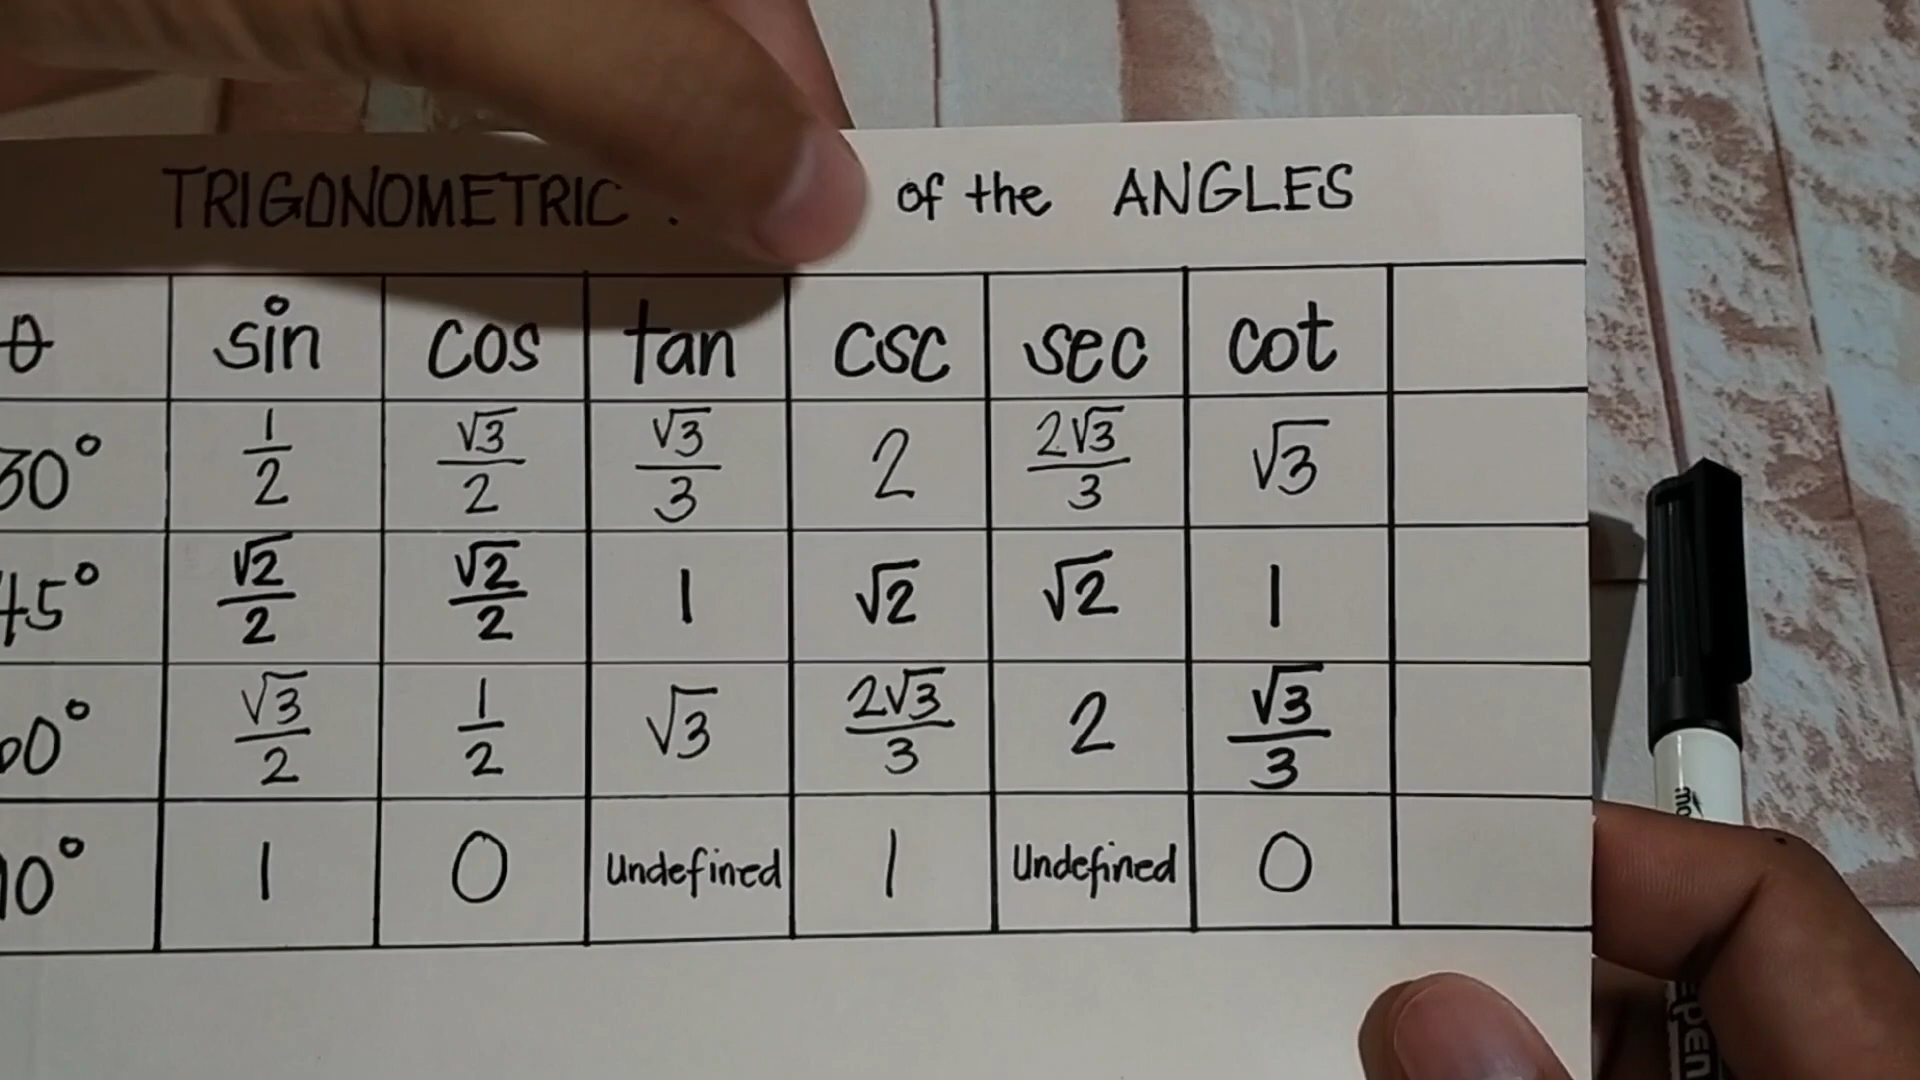 TRIGONOMETRIC of the ANGLES
θ sin cos tan csc sec cot
30° 1/2 √3/2 √3/3 2 2√3/3 √3
45° √2/2 √2/2 1 √2 √2 1
60° √3/2 1/2 √3 2√3/3 2 √3/3
90° 1 0 Undefined 1 Undefined 0